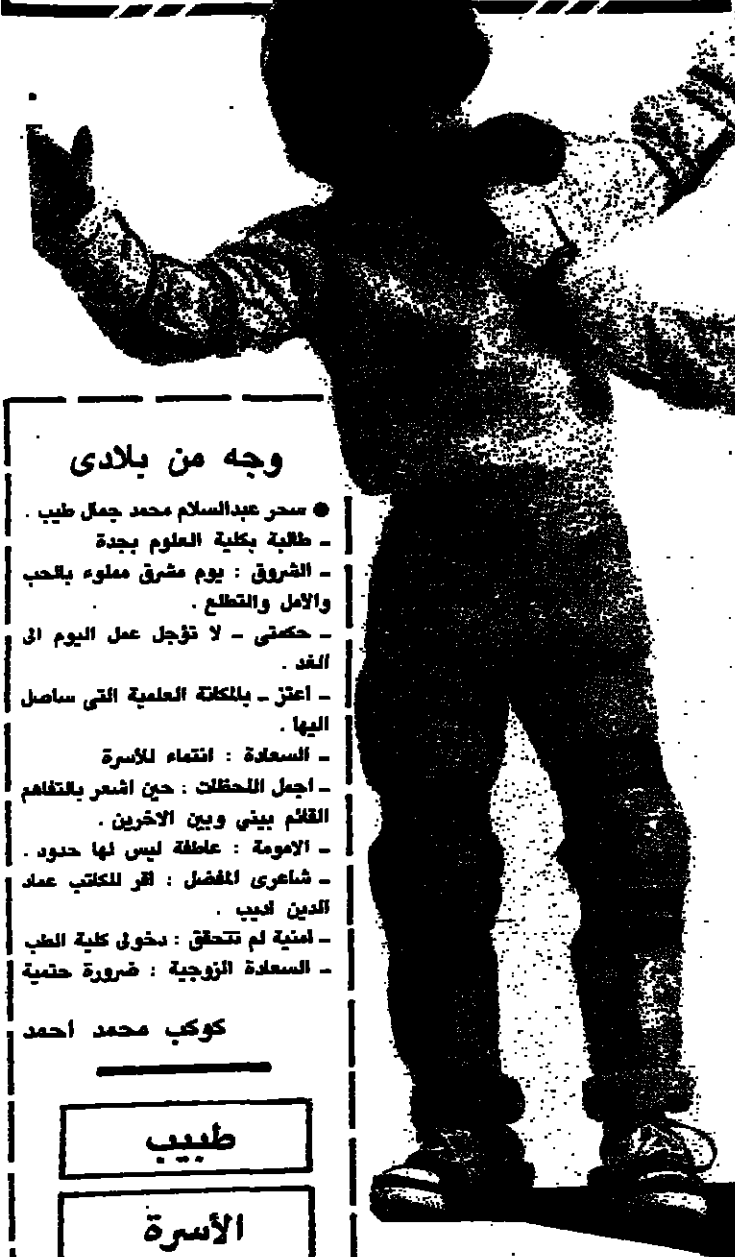 وجه من بلادى
● سحر عبدالسلام محمد جمال طيب .
ـ طالبة بكلية العلوم بجدة
ـ الشروق : يوم مشرق مملوء بالحب
والامل والتطلع .
ـ حكمتى ـ لا تؤجل عمل اليوم الى
الغد .
ـ اعتز ـ بالمكانة العلمية التى ساصل
اليها .
ـ السعادة : انتماء للأسرة
ـ اجمل اللحظات : حين اشعر بالتفاهم
القائم بيني وبين الاخرين .
ـ الامومة : عاطفة ليس لها حدود .
ـ شاعرى المفضل : اقر للكاتب عماد
الدين اديب .
ـ امنية لم تتحقق : دخولى كلية الطب
ـ السعادة الزوجية : ضرورة حتمية
كوكب محمد احمد
طبيب
الأسرة